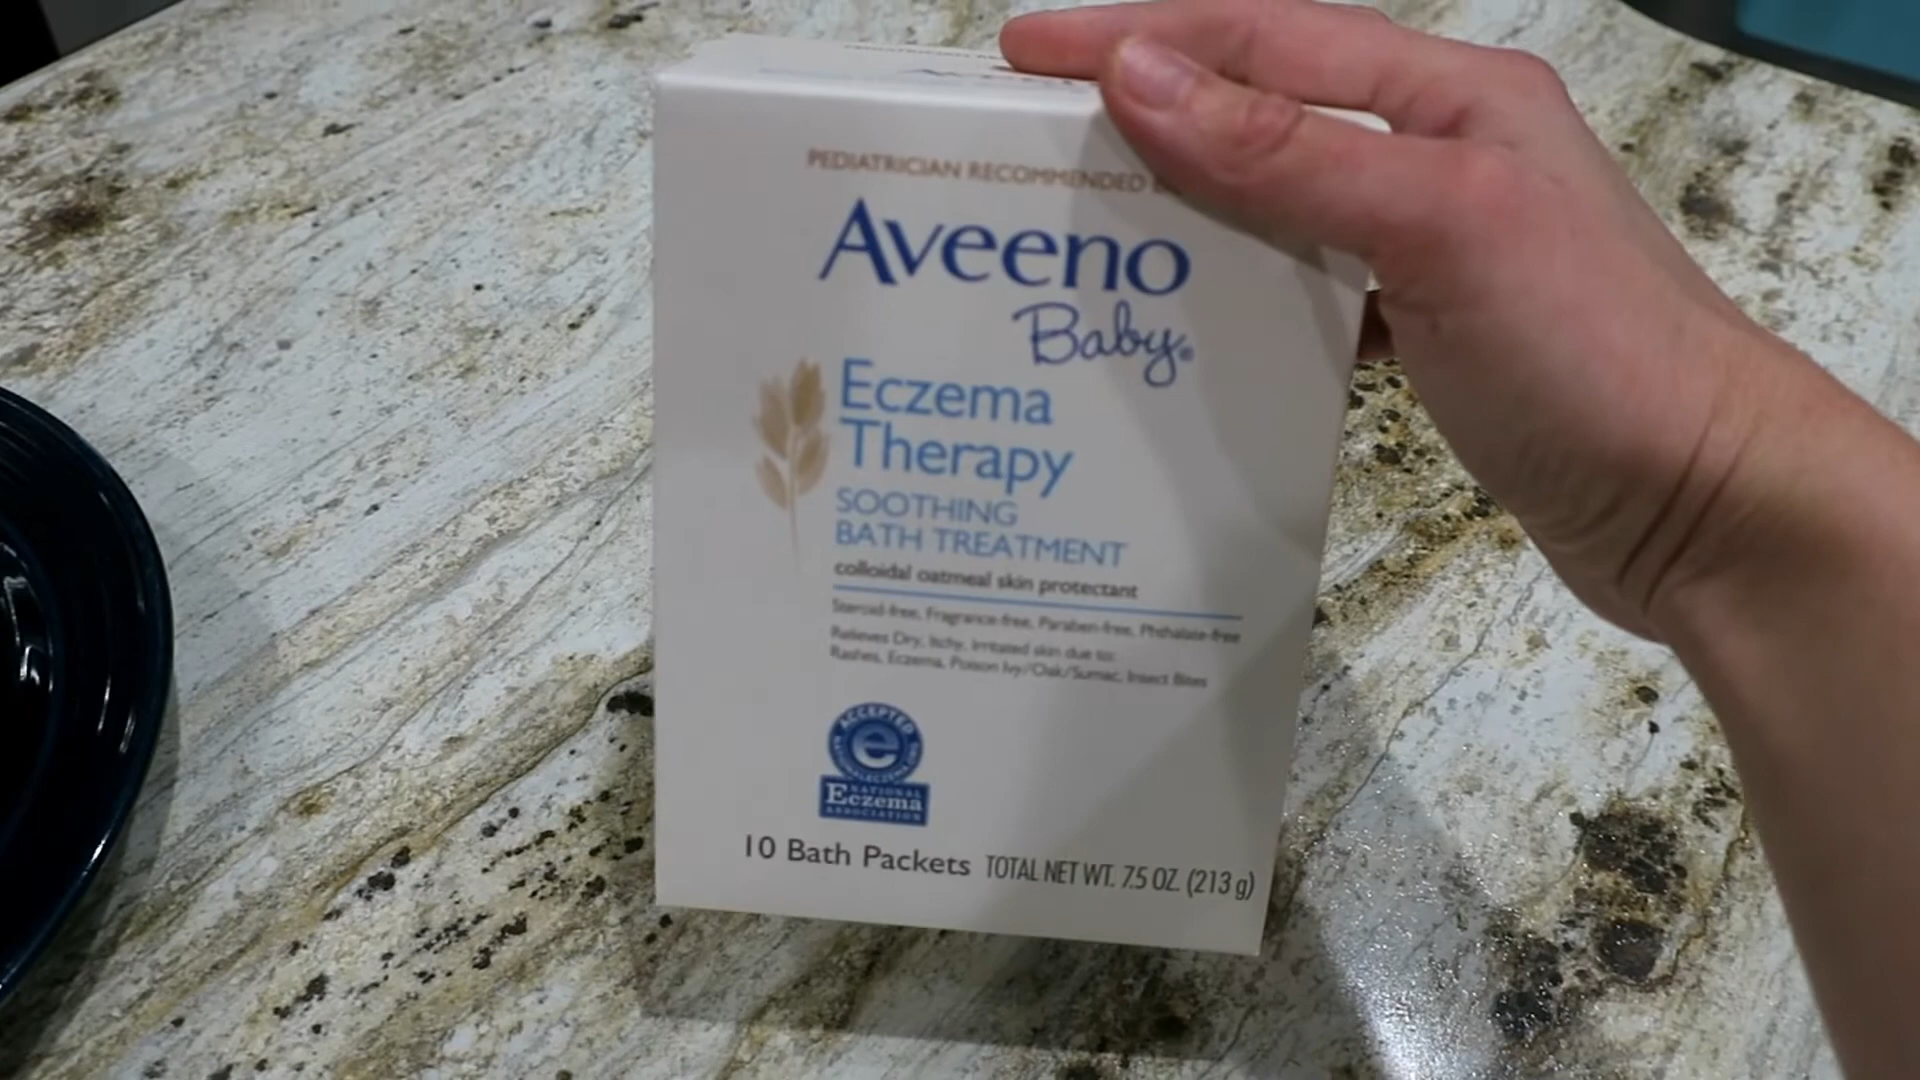 PEDIATRICIAN RECOMMENDED
Aveeno
Baby®
Eczema
Therapy
SOOTHING
BATH TREATMENT
colloidal oatmeal skin protectant
Steroid-free, Fragrance-free, Paraben-free, Phthalate-free
Relieves Dry, Itchy, Irritated skin due to:
Rashes, Eczema, Poison Ivy/Oak/Sumac, Insect Bites
ACCEPTED
e
NATIONAL
Eczema
ASSOCIATION
10 Bath Packets TOTAL NET WT. 7.5 OZ. (213 g)